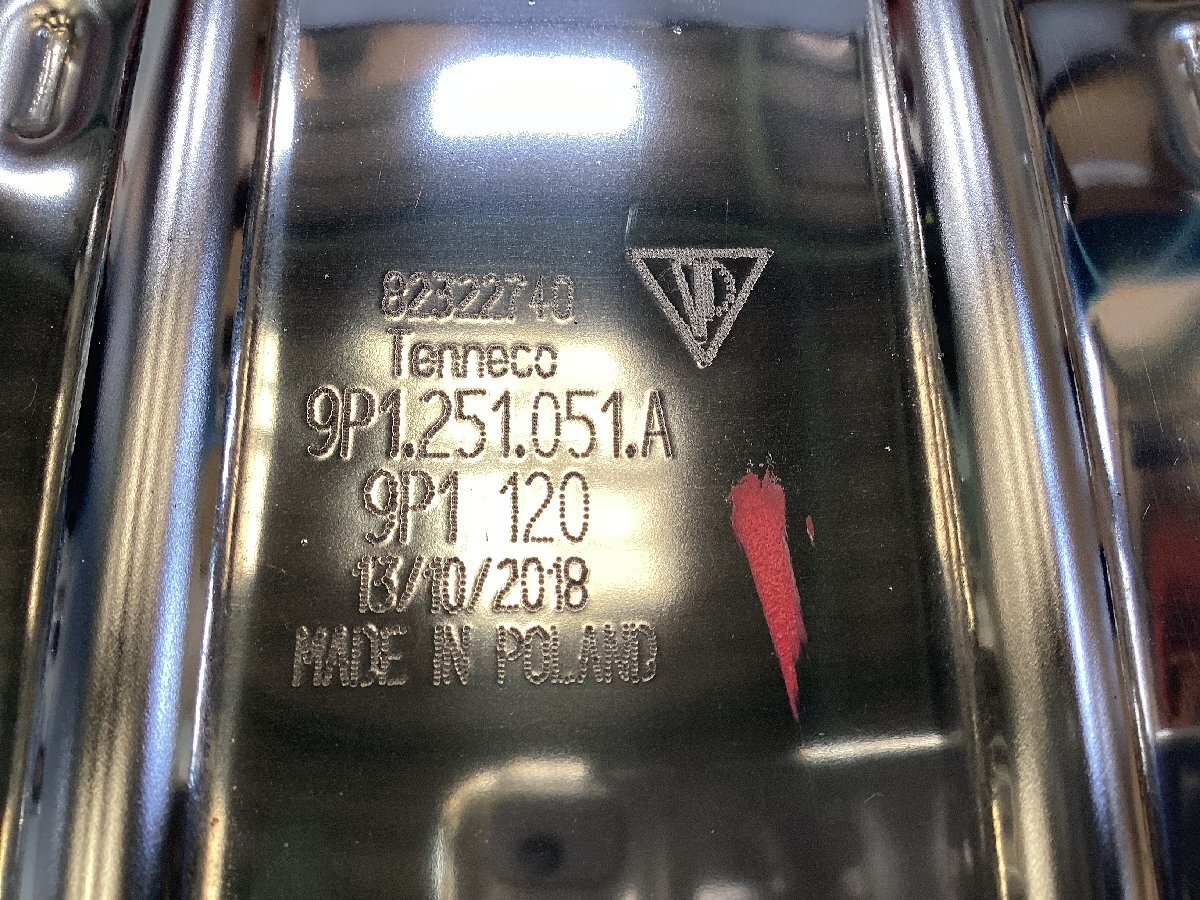 82322740
Tenneco
9P1.251.051.A
9P1 120
13/10/2018
MADE IN POLAND